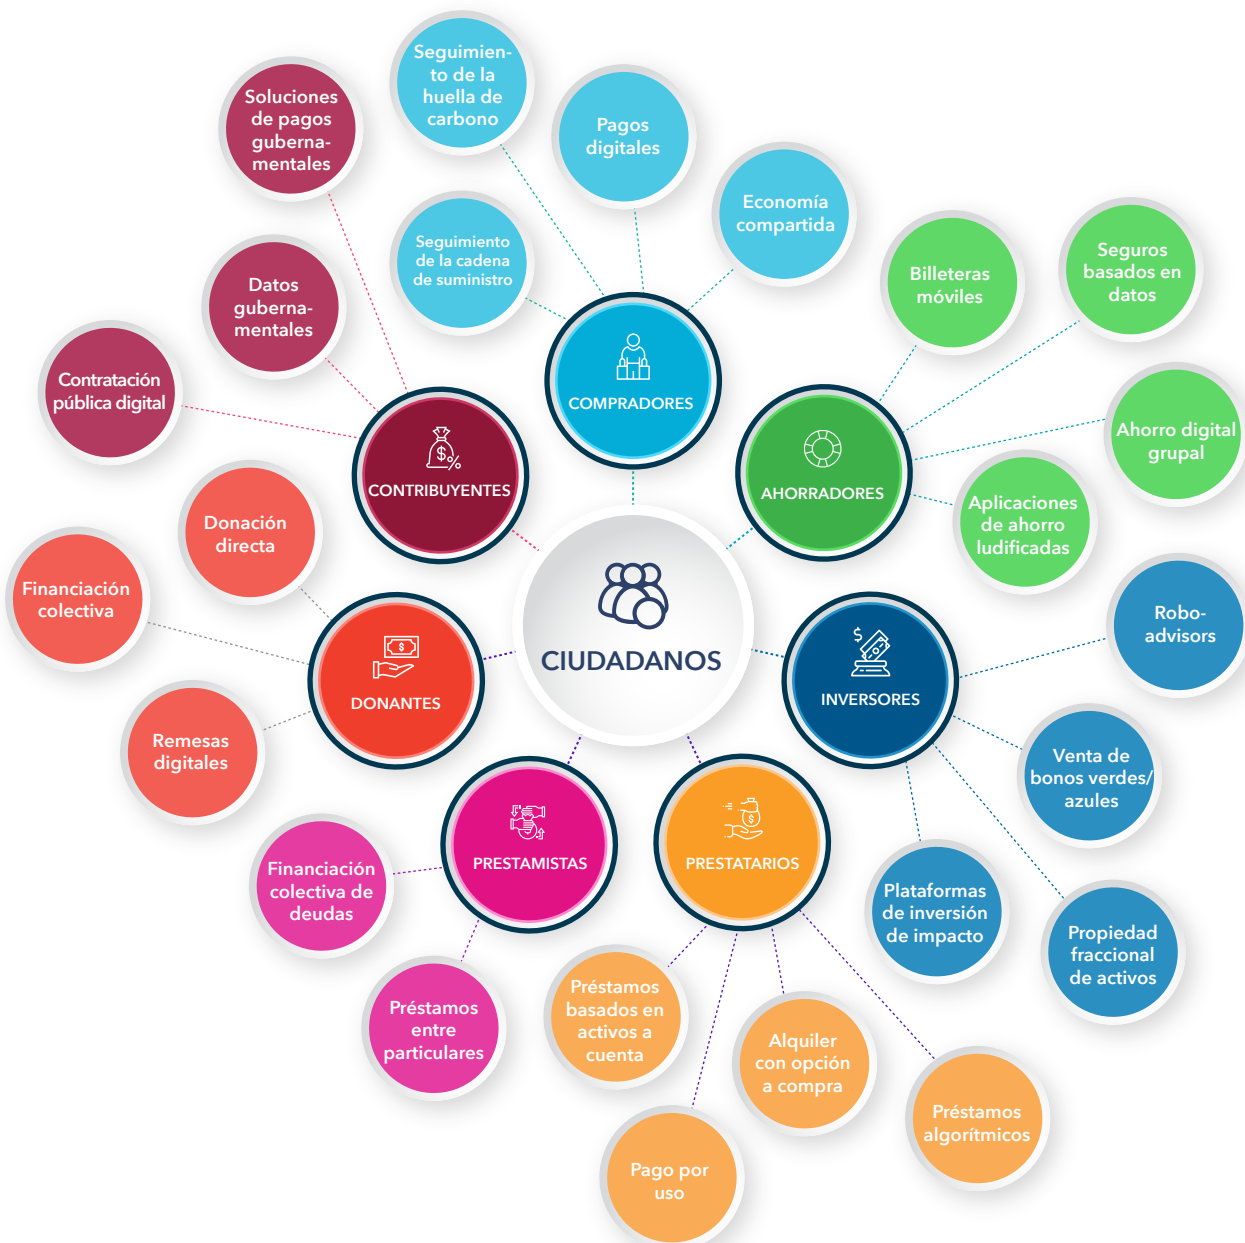 Seguimien-
to de la
huella de
carbono
Soluciones
de pagos
guberna-
mentales
Pagos
digitales
Economía
compartida
Seguimiento
de la cadena
de suministro
Datos
guberna-
mentales
Billeteras
móviles
Seguros
basados en
datos
Contratación
pública digital
COMPRADORES
CONTRIBUYENTES
AHORRADORES
Ahorro digital
grupal
Aplicaciones
de ahorro
ludificadas
Donación
directa
Financiación
colectiva
CIUDADANOS
Robo-
advisors
DONANTES
INVERSORES
Remesas
digitales
Venta de
bonos verdes/
azules
PRESTAMISTAS
PRESTATARIOS
Financiación
colectiva de
deudas
Plataformas
de inversión
de impacto
Propiedad
fraccional
de activos
Préstamos
entre
particulares
Préstamos
basados en
activos a
cuenta
Alquiler
con opción
a compra
Préstamos
algorítmicos
Pago por
uso